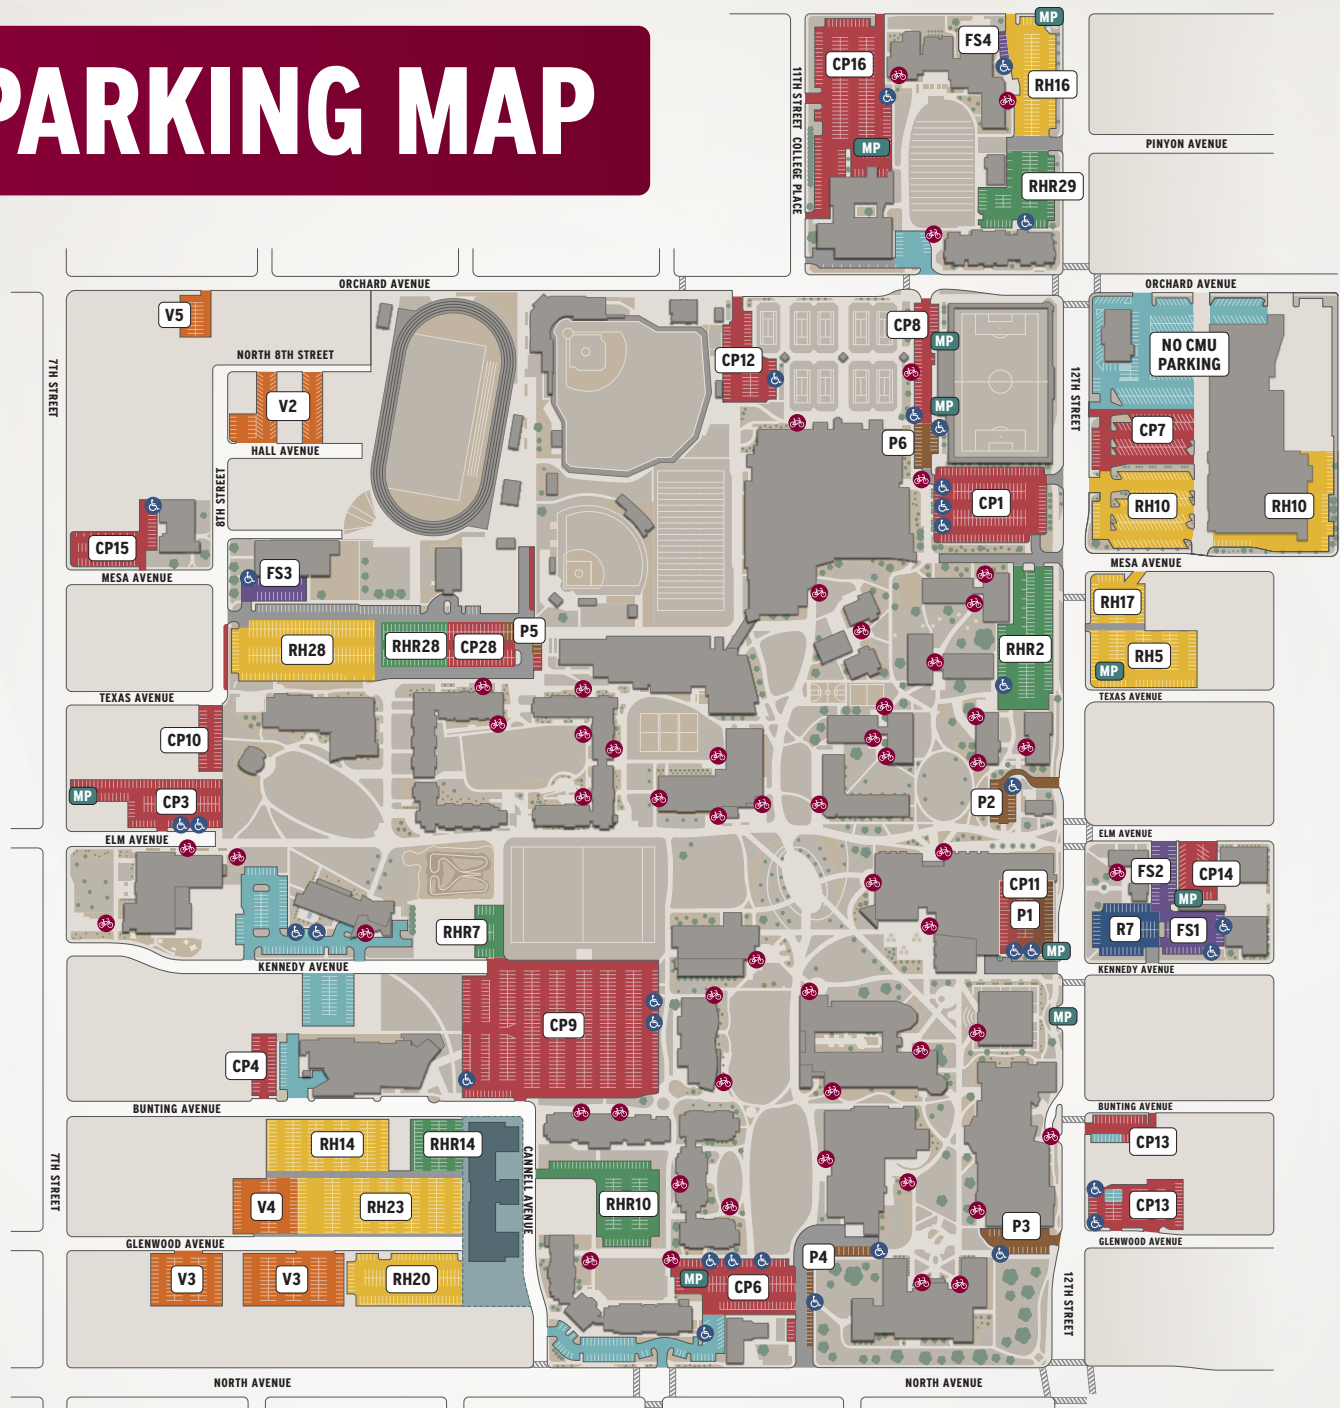 PARKING MAP
MP
FS4
CP16
RH16
11TH STREET COLLEGE PLACE
MP
PINYON AVENUE
RHR29
ORCHARD AVENUE
ORCHARD AVENUE
V5
CP8
MP
NO CMU
PARKING
NORTH 8TH STREET
CP12
7TH STREET
12TH STREET
V2
MP
CP7
P6
HALL AVENUE
8TH STREET
CP1
RH10
RH10
CP15
MESA AVENUE
MESA AVENUE
FS3
RH17
P5
RH28
RHR28
CP28
RHR2
RH5
MP
TEXAS AVENUE
TEXAS AVENUE
CP10
MP
CP3
P2
ELM AVENUE
ELM AVENUE
FS2
CP14
CP11
MP
P1
RHR7
R7
FS1
MP
KENNEDY AVENUE
KENNEDY AVENUE
CP9
MP
CP4
BUNTING AVENUE
BUNTING AVENUE
RH14
RHR14
CP13
7TH STREET
CANNELL AVENUE
V4
RH23
RHR10
CP13
P3
GLENWOOD AVENUE
GLENWOOD AVENUE
P4
V3
V3
RH20
MP
CP6
12TH STREET
NORTH AVENUE
NORTH AVENUE